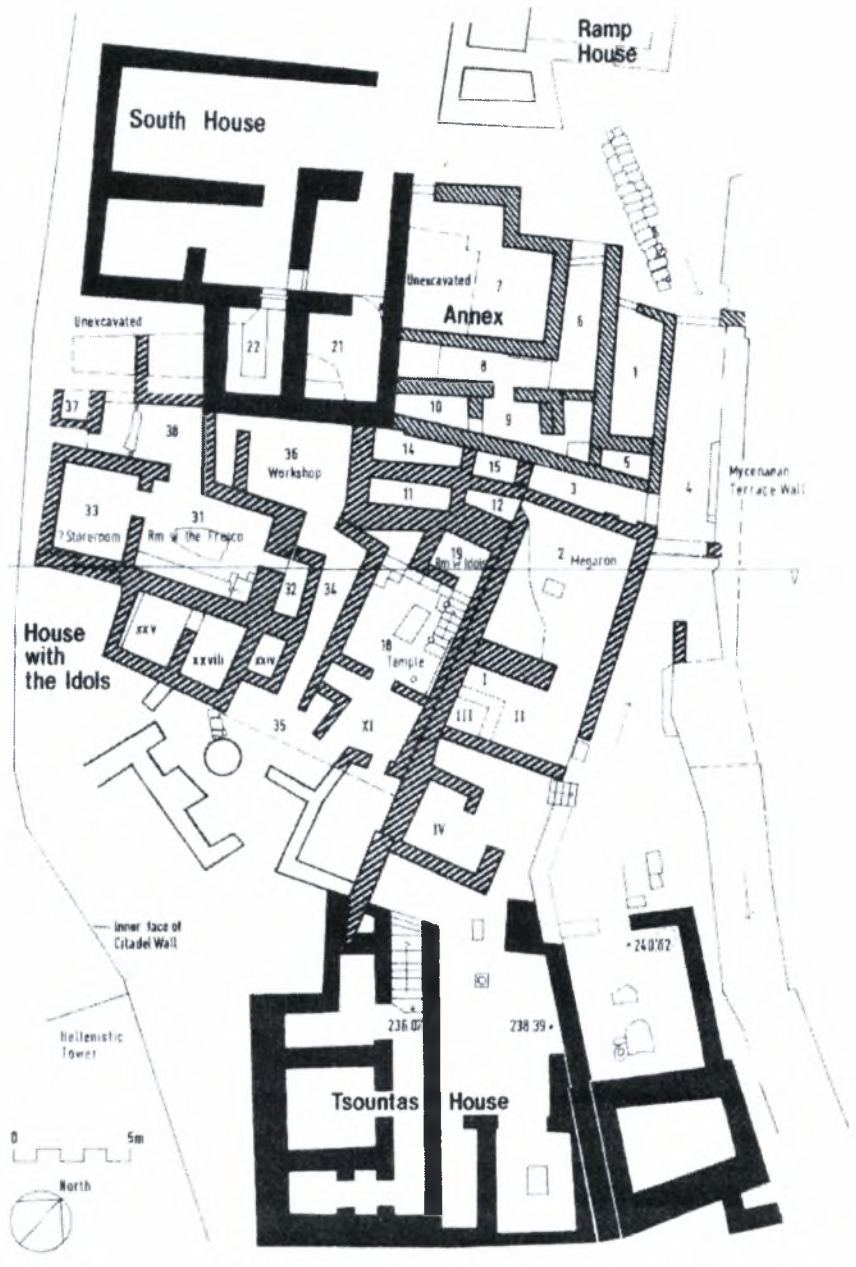 Ramp
House
South House
Unexcavated
7
7
Annex
6
Unexcavated
22
21
8
1
10
9
37
38
36
Workshop
14
15
5
3
4
Mycenaean
Terrace Wall
11
12
33
? Storeroom
31
Rm w the Fresco
19
Rm w Idols
2
Megaron
32
34
House
with
the Idols
xxv
xxviii
xxiv
18
Temple
I
III
II
35
XI
IV
Inner face of
Citadel Wall
240.62
Hellenistic
Tower
236.07
238.39
Tsountas House
0
5m
North